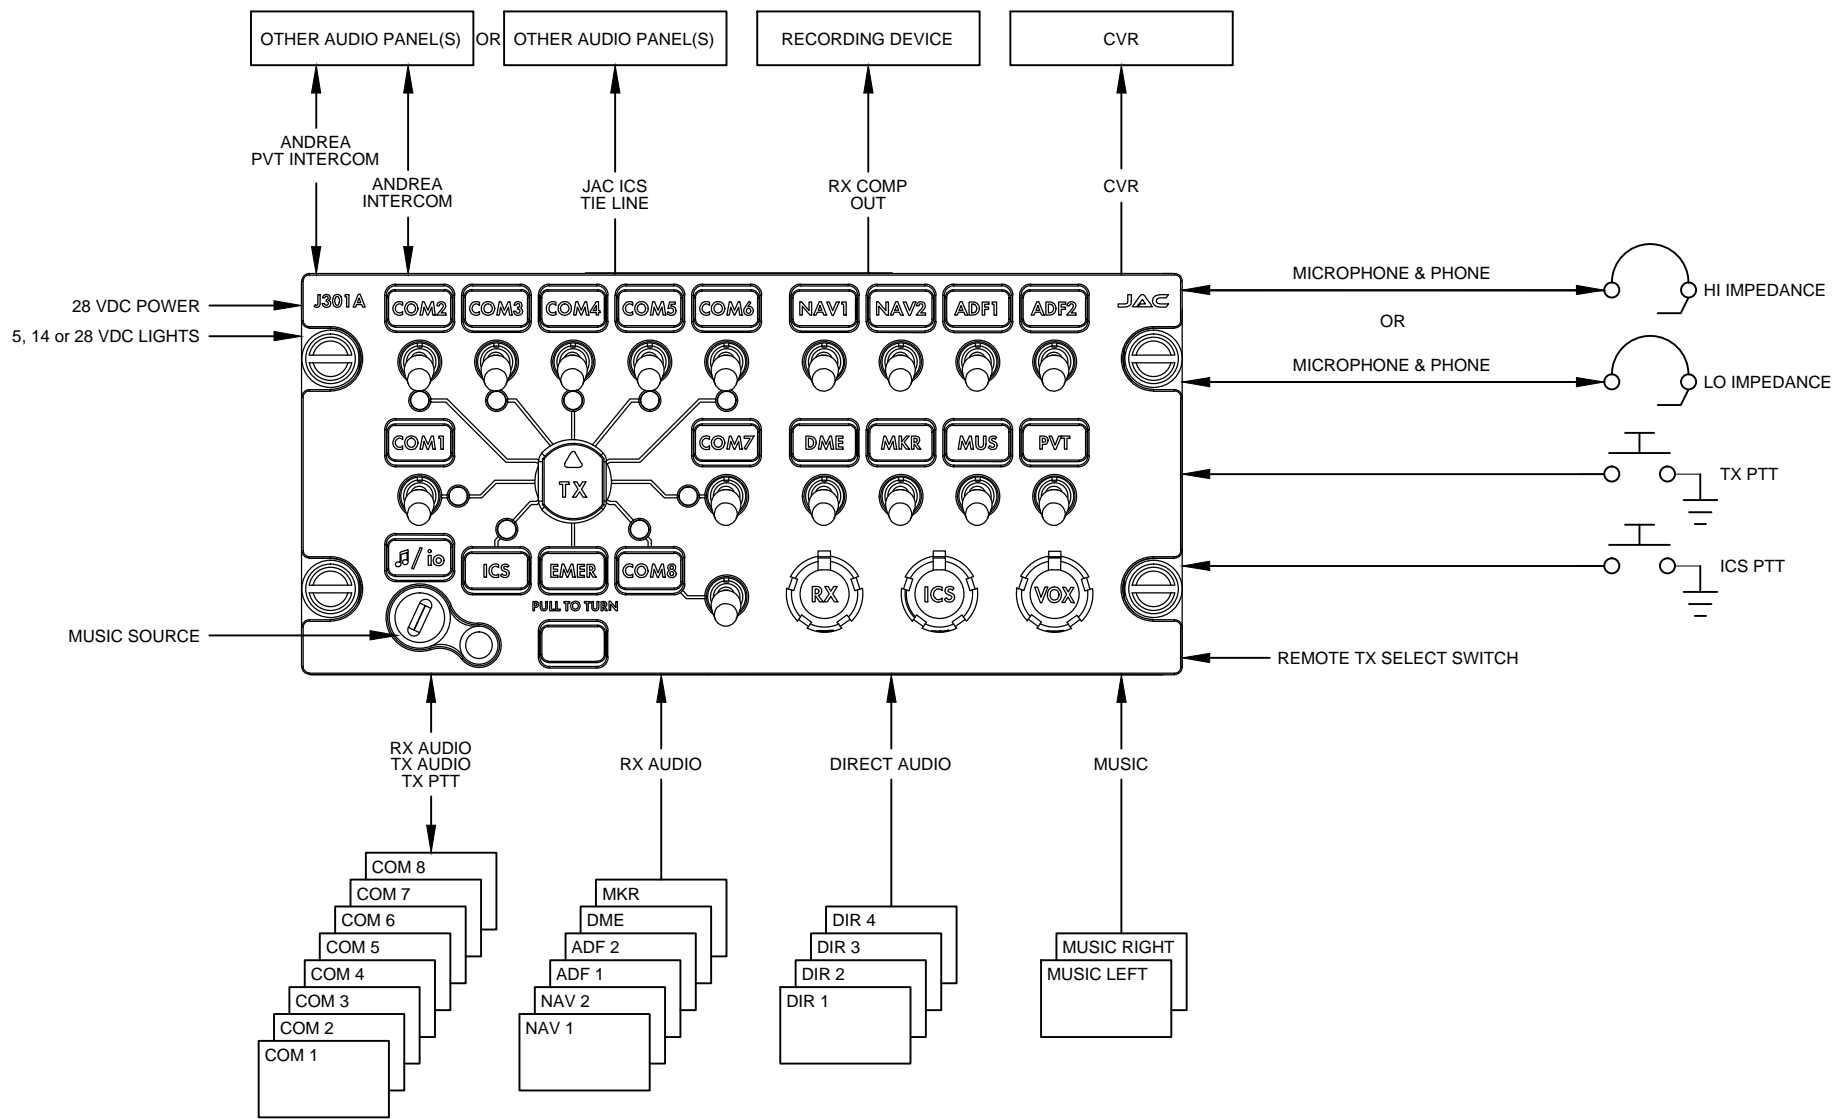 OTHER AUDIO PANEL(S)
OR
OTHER AUDIO PANEL(S)
RECORDING DEVICE
CVR
ANDREA
PVT INTERCOM
ANDREA
INTERCOM
JAC ICS
TIE LINE
RX COMP
OUT
CVR
28 VDC POWER
5, 14 or 28 VDC LIGHTS
MUSIC SOURCE
J301A
COM2
COM3
COM4
COM5
COM6
NAV1
NAV2
ADF1
ADF2
JAC
COM1
TX
COM7
DME
MKR
MUS
PVT
♫/io
ICS
EMER
COM8
PULL TO TURN
RX
ICS
VOX
MICROPHONE & PHONE
HI IMPEDANCE
OR
MICROPHONE & PHONE
LO IMPEDANCE
TX PTT
ICS PTT
REMOTE TX SELECT SWITCH
RX AUDIO
TX AUDIO
TX PTT
RX AUDIO
DIRECT AUDIO
MUSIC
COM 8
COM 7
COM 6
COM 5
COM 4
COM 3
COM 2
COM 1
MKR
DME
ADF 2
ADF 1
NAV 2
NAV 1
DIR 4
DIR 3
DIR 2
DIR 1
MUSIC RIGHT
MUSIC LEFT